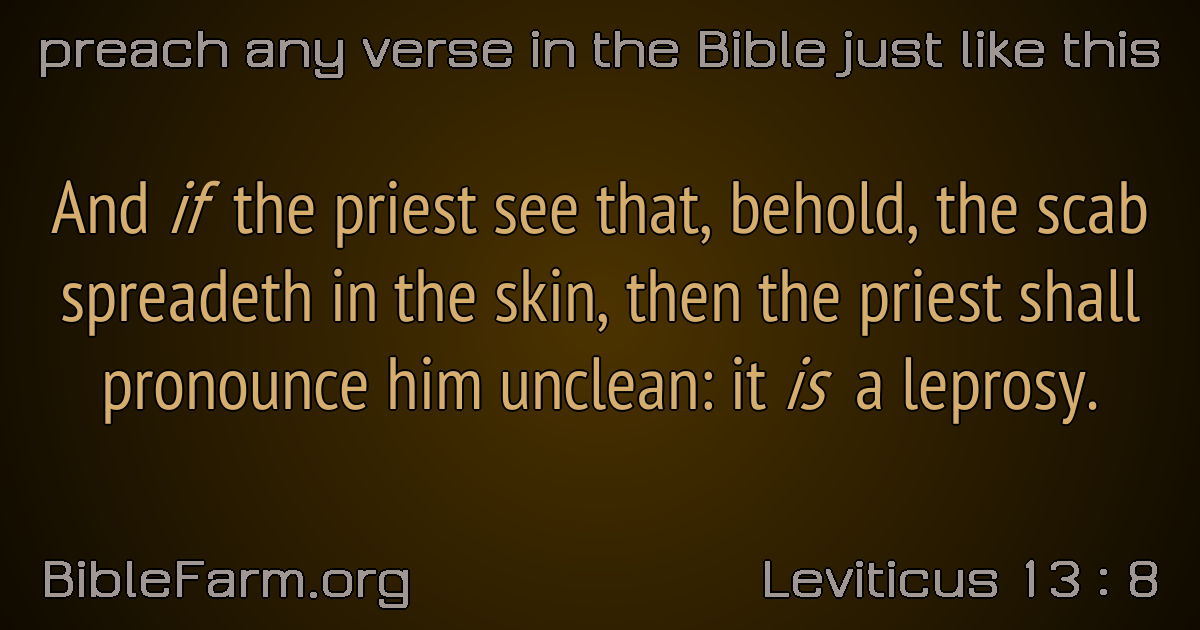 preach any verse in the Bible just like this
And if the priest see that, behold, the scab
spreadeth in the skin, then the priest shall
pronounce him unclean: it is a leprosy.
BibleFarm.org
Leviticus 13 : 8